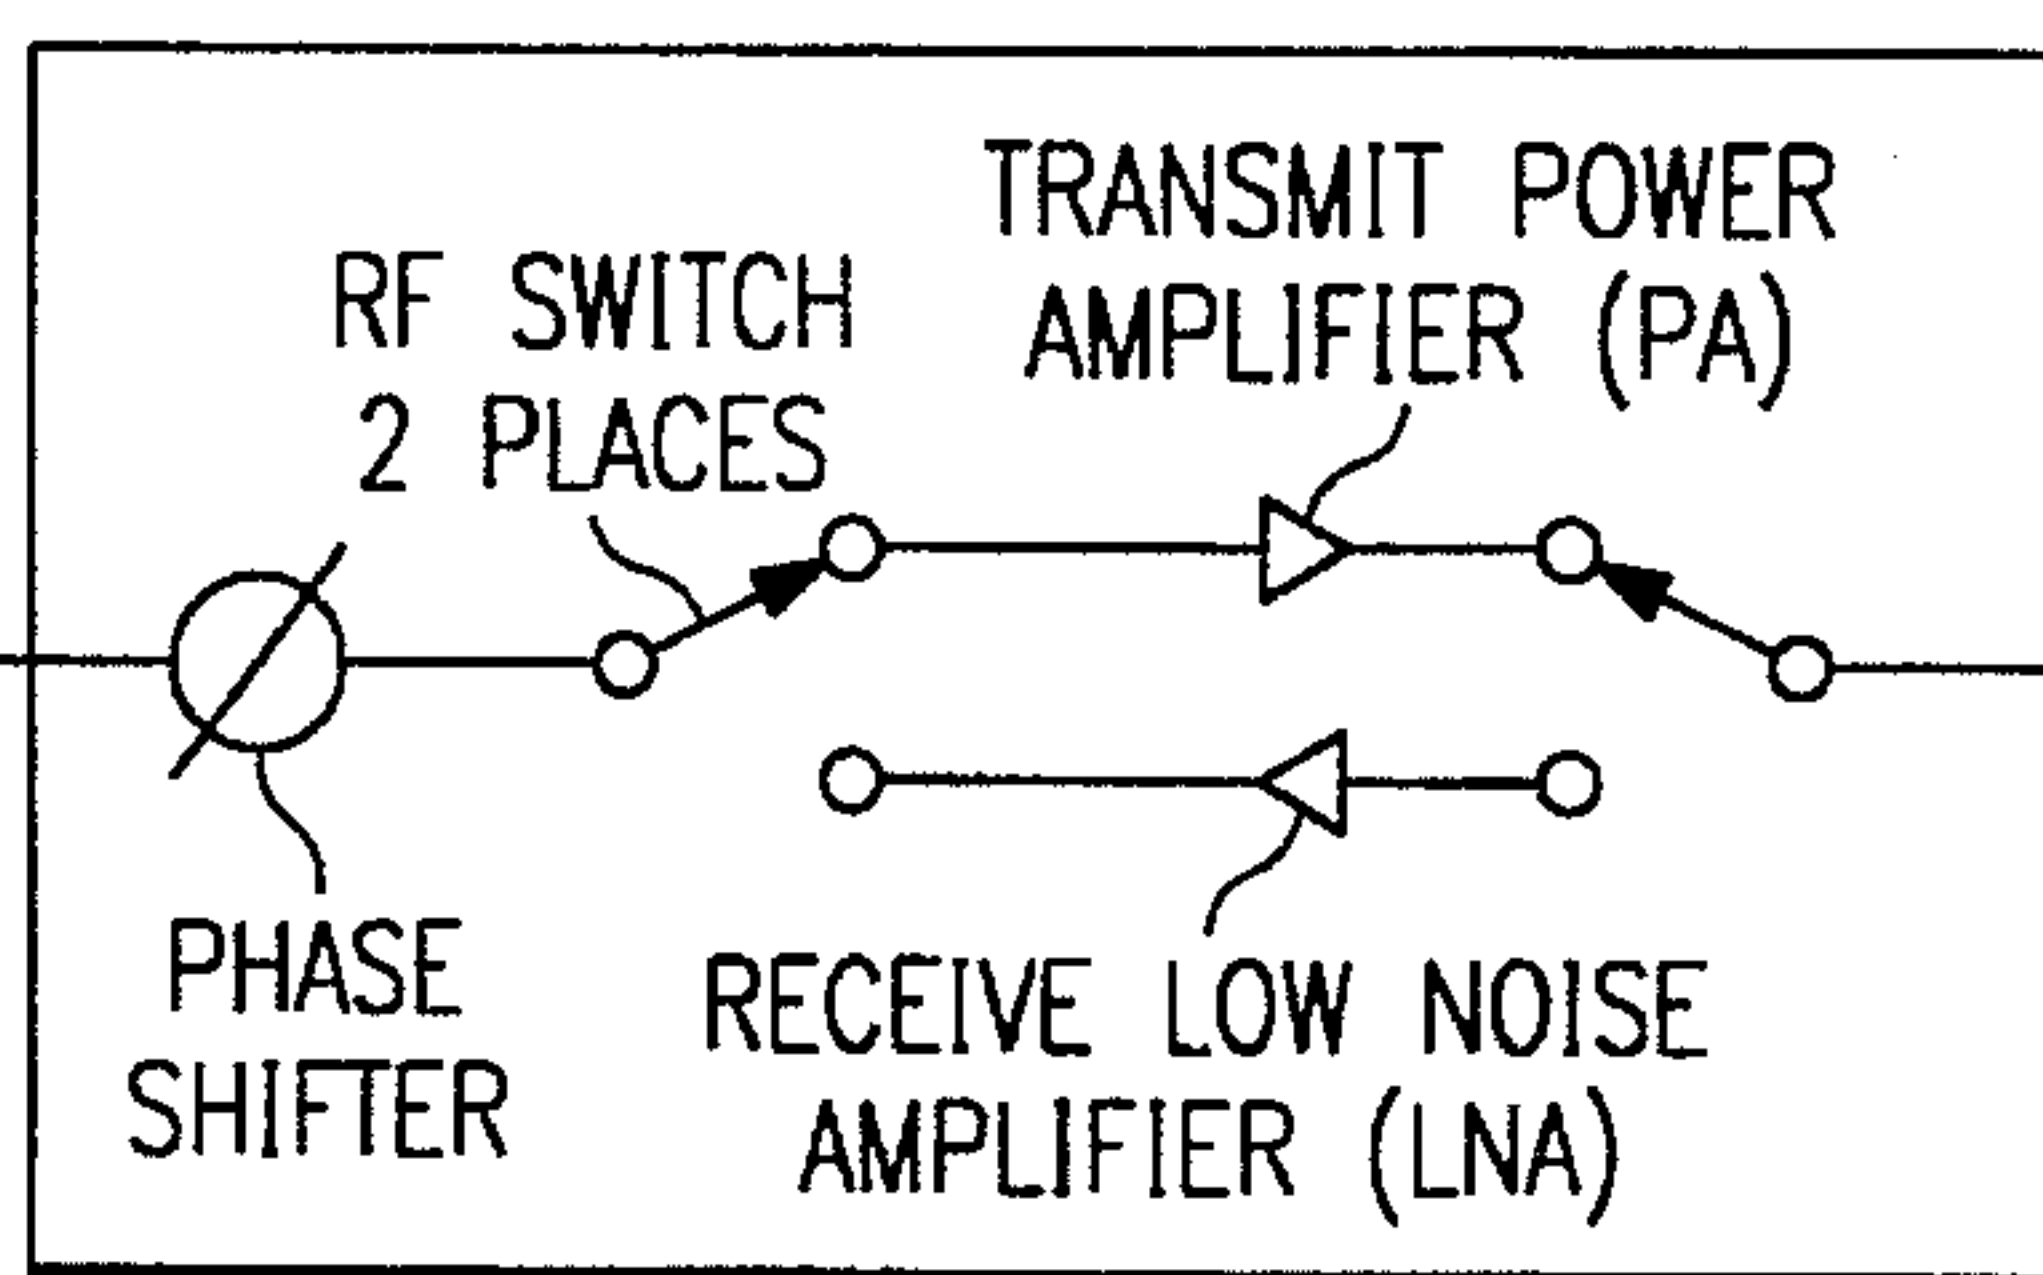 TRANSMIT POWER
AMPLIFIER (PA)
RF SWITCH
2 PLACES
PHASE
SHIFTER
RECEIVE LOW NOISE
AMPLIFIER (LNA)